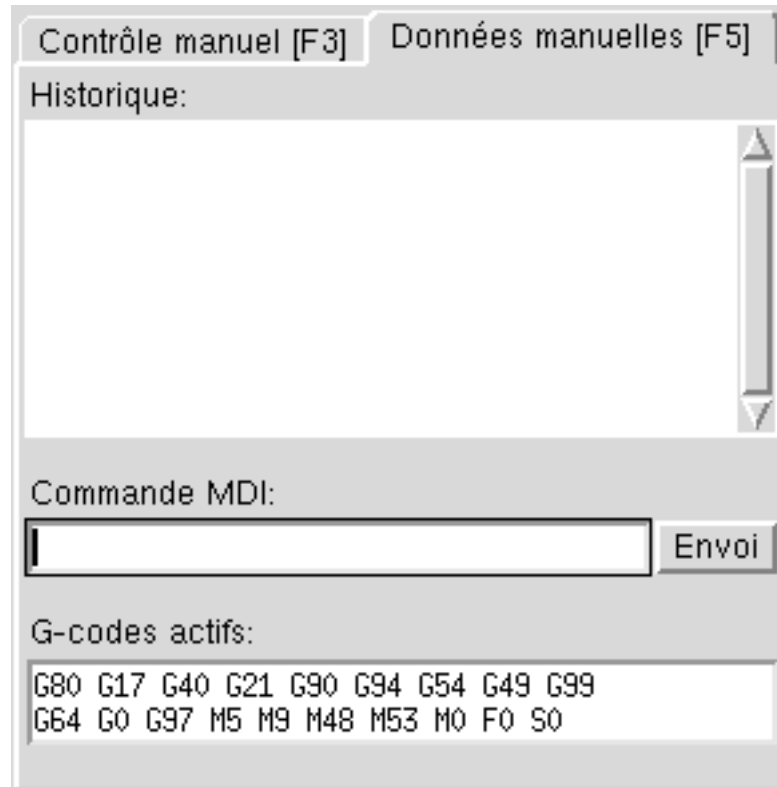 Contrôle manuel [F3] Données manuelles [F5]
Historique:
Commande MDI:
Envoi
G-codes actifs:
G80 G17 G40 G21 G90 G94 G54 G49 G99
G64 G0 G97 M5 M9 M48 M53 M0 F0 S0